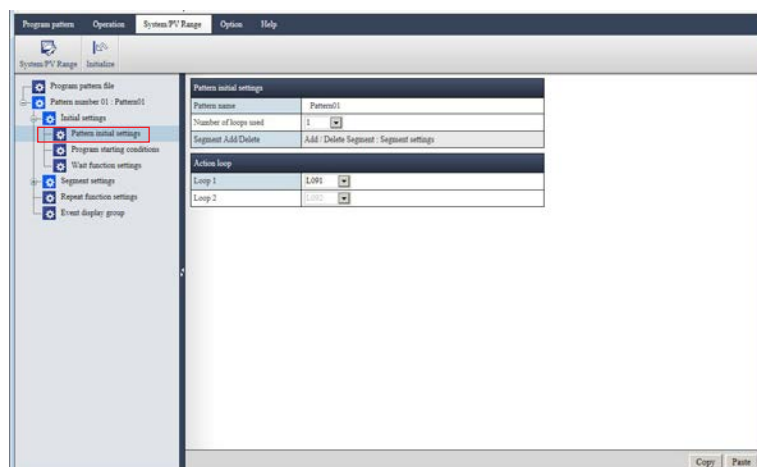 Program pattern Operation System/PV Range Option Help
System/PV Range Initialize
Program pattern file
Pattern number 01 : Pattern01
Initial settings
Pattern initial settings
Program starting conditions
Wait function settings
Segment settings
Repeat function settings
Event display group
Pattern initial settings
Pattern name Pattern01
Number of loops used 1
Segment Add/Delete Add / Delete Segment : Segment settings
Action loop
Loop 1 L091
Loop 2 L092
Copy Paste